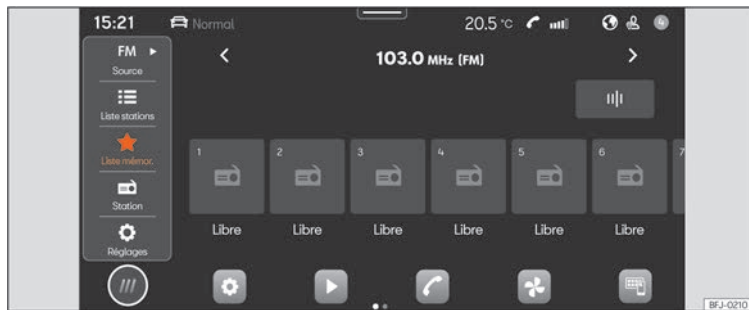 15:21 Normal 20.5 °C 4
FM
Source
Liste stations
Liste mémor.
Station
Réglages
103.0 MHz (FM)
1 2 3 4 5 6 7
Libre Libre Libre Libre Libre Libre
BFJ-0210